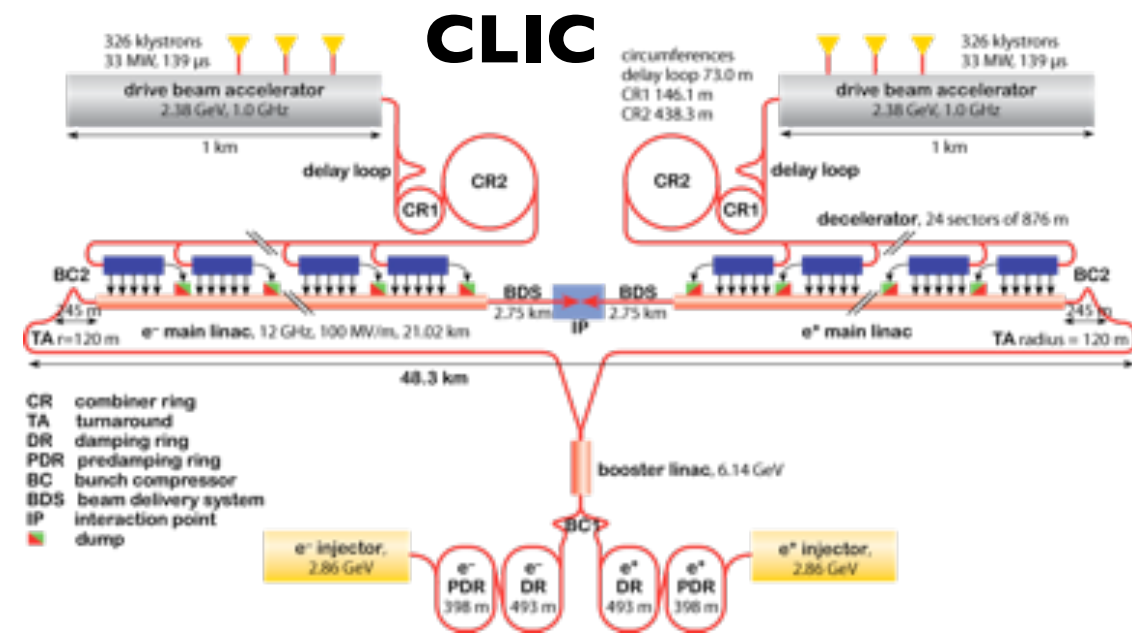 CLIC
326 klystrons
33 MW, 139 μs
drive beam accelerator
2.38 GeV, 1.0 GHz
1 km
delay loop
CR1
CR2
circumferences
delay loop 73.0 m
CR1 146.1 m
CR2 438.3 m
326 klystrons
33 MW, 139 μs
drive beam accelerator
2.38 GeV, 1.0 GHz
1 km
delay loop
CR2
CR1
decelerator, 24 sectors of 876 m
BC2
245 m
TA r=120 m
e⁻ main linac, 12 GHz, 100 MV/m, 21.02 km
BDS
2.75 km
IP
BDS
2.75 km
e⁺ main linac
BC2
245 m
TA radius = 120 m
48.3 km
CR combiner ring
TA turnaround
DR damping ring
PDR predamping ring
BC bunch compressor
BDS beam delivery system
IP interaction point
dump
booster linac, 6.14 GeV
BC1
e⁻ injector,
2.86 GeV
e⁻
PDR
398 m
e⁻
DR
493 m
e⁺
DR
493 m
e⁺
PDR
398 m
e⁺ injector,
2.86 GeV